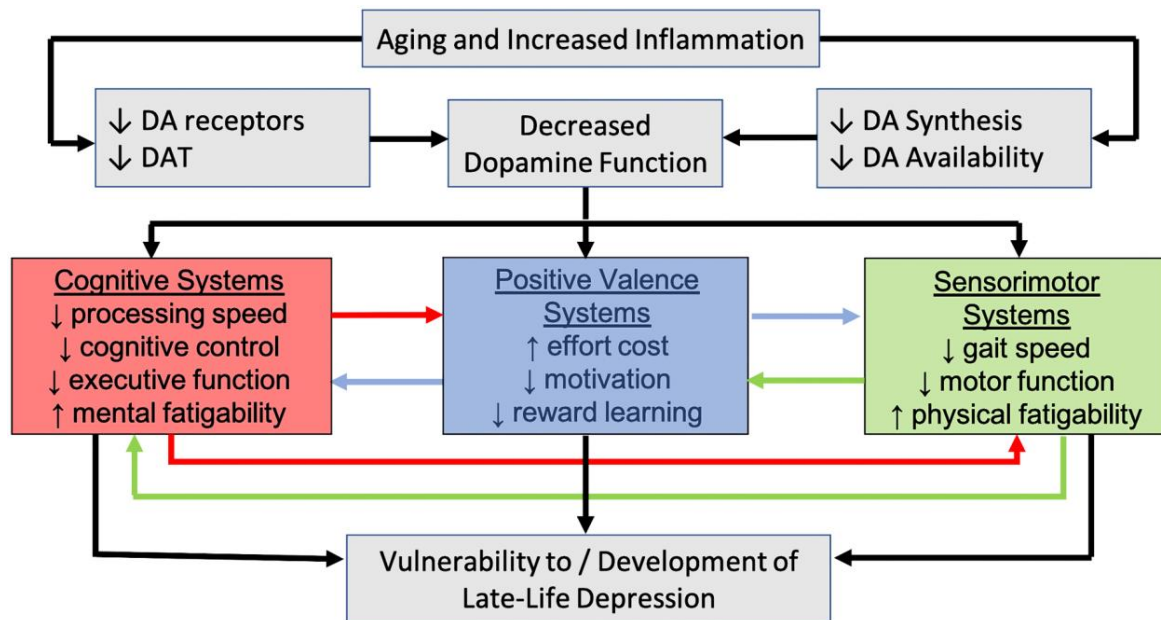 Aging and Increased Inflammation
↓ DA receptors
↓ DAT
Decreased
Dopamine Function
↓ DA Synthesis
↓ DA Availability
Cognitive Systems
↓ processing speed
↓ cognitive control
↓ executive function
↑ mental fatigability
Positive Valence
Systems
↑ effort cost
↓ motivation
↓ reward learning
Sensorimotor
Systems
↓ gait speed
↓ motor function
↑ physical fatigability
Vulnerability to / Development of
Late-Life Depression